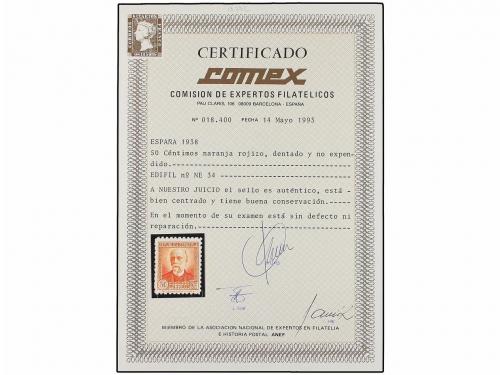 CERTIFICADO
comex
COMISION DE EXPERTOS FILATELICOS
PAU CLARIS, 106 08009 BARCELONA - ESPAÑA
Nº 018.400 FECHA 14 Mayo 1993
ESPAÑA 1938
50 Céntimos naranja rojizo, dentado y no expen-
dido.
EDIFIL nº NE 34
A NUESTRO JUICIO el sello es auténtico, está
bien centrado y tiene buena conservación.
En el momento de su examen está sin defecto ni
reparación.
MIEMBRO DE LA ASOCIACION NACIONAL DE EXPERTOS EN FILATELIA
E HISTORIA POSTAL ANEF